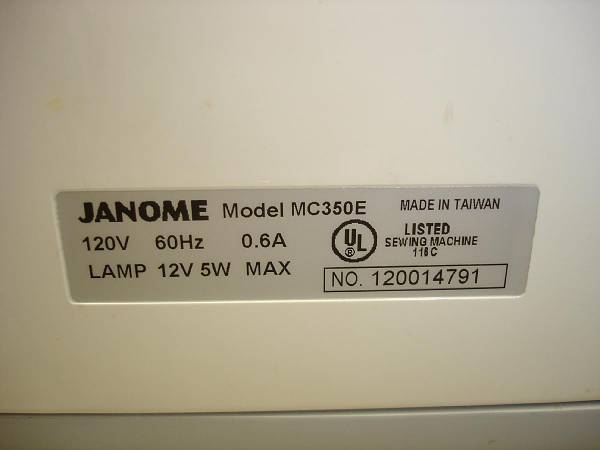 JANOME Model MC350E MADE IN TAIWAN
120V 60Hz 0.6A UL LISTED
SEWING MACHINE
116C
LAMP 12V 5W MAX NO. 120014791